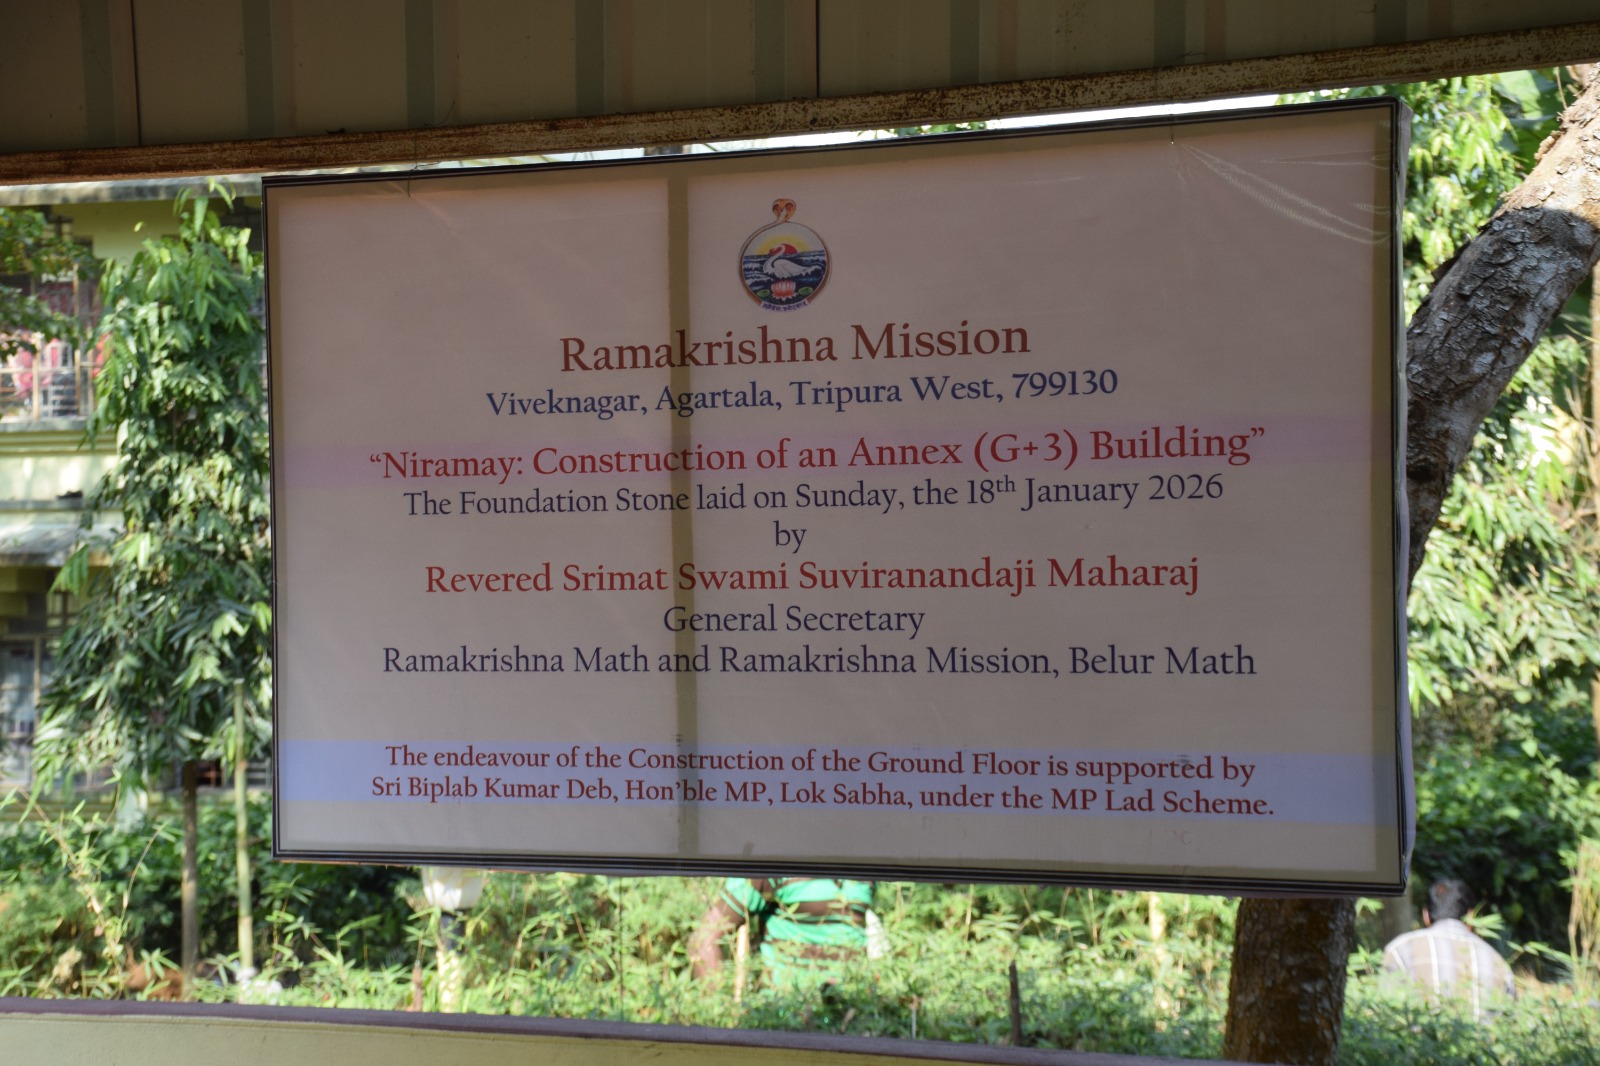 Ramakrishna Mission
Viveknagar, Agartala, Tripura West, 799130
“Niramay: Construction of an Annex (G+3) Building”
The Foundation Stone laid on Sunday, the 18th January 2026
by
Revered Srimat Swami Suviranandaji Maharaj
General Secretary
Ramakrishna Math and Ramakrishna Mission, Belur Math
The endeavour of the Construction of the Ground Floor is supported by
Sri Biplab Kumar Deb, Hon’ble MP, Lok Sabha, under the MP Lad Scheme.